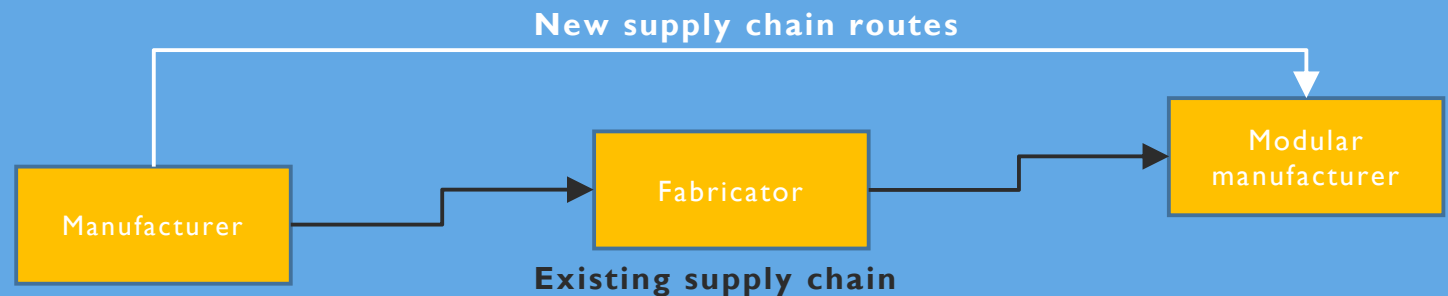 New supply chain routes
Modular
manufacturer
Fabricator
Manufacturer
Existing supply chain